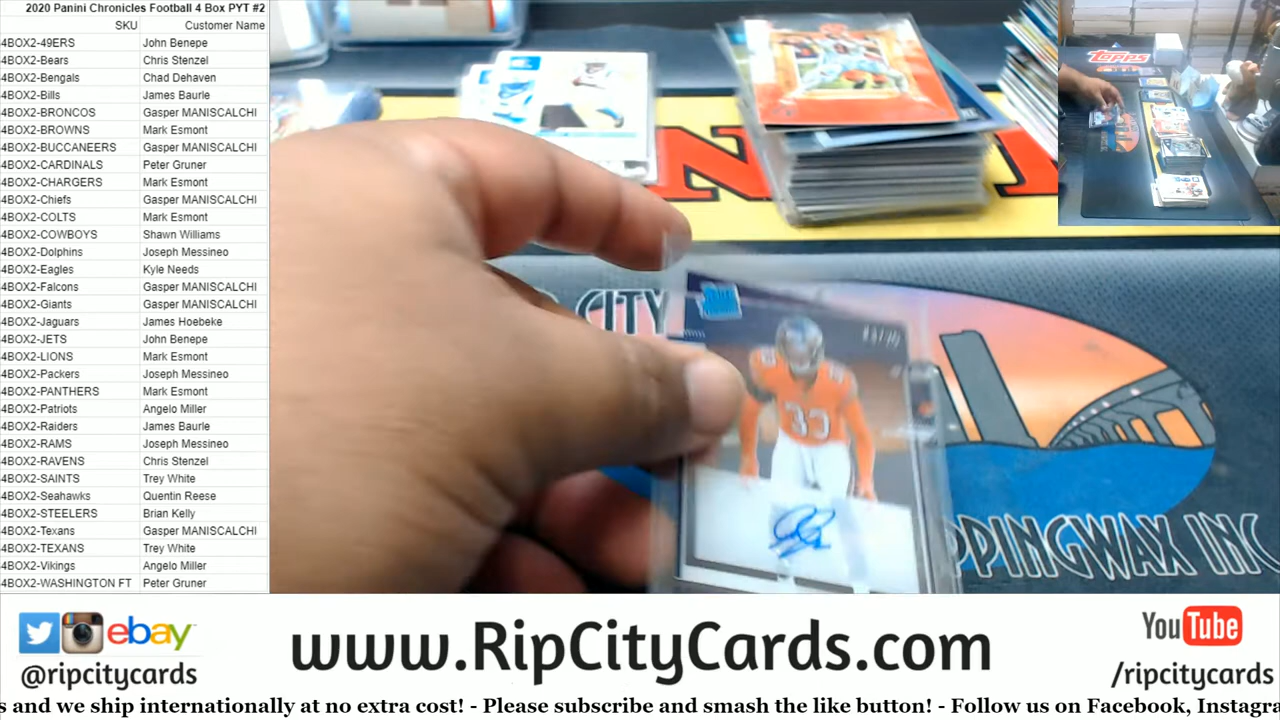 2020 Panini Chronicles Football 4 Box PYT #2
SKU Customer Name
4BOX2-49ERS John Benepe
4BOX2-Bears Chris Stenzel
4BOX2-Bengals Chad Dehaven
4BOX2-Bills James Baurle
4BOX2-BRONCOS Gasper MANISCALCHI
4BOX2-BROWNS Mark Esmont
4BOX2-BUCCANEERS Gasper MANISCALCHI
4BOX2-CARDINALS Peter Gruner
4BOX2-CHARGERS Mark Esmont
4BOX2-Chiefs Gasper MANISCALCHI
4BOX2-COLTS Mark Esmont
4BOX2-COWBOYS Shawn Williams
4BOX2-Dolphins Joseph Messineo
4BOX2-Eagles Kyle Needs
4BOX2-Falcons Gasper MANISCALCHI
4BOX2-Giants Gasper MANISCALCHI
4BOX2-Jaguars James Hoebeke
4BOX2-JETS John Benepe
4BOX2-LIONS Mark Esmont
4BOX2-Packers Joseph Messineo
4BOX2-PANTHERS Mark Esmont
4BOX2-Patriots Angelo Miller
4BOX2-Raiders James Baurle
4BOX2-RAMS Joseph Messineo
4BOX2-RAVENS Chris Stenzel
4BOX2-SAINTS Trey White
4BOX2-Seahawks Quentin Reese
4BOX2-STEELERS Brian Kelly
4BOX2-Texans Gasper MANISCALCHI
4BOX2-TEXANS Trey White
4BOX2-Vikings Angelo Miller
4BOX2-WASHINGTON FT Peter Gruner
Topps
CITY
33
PPINGWAX INC
ebay
@ripcitycards
www.RipCityCards.com
YouTube
/ripcitycards
s and we ship internationally at no extra cost! - Please subscribe and smash the like button! - Follow us on Facebook, Instagra